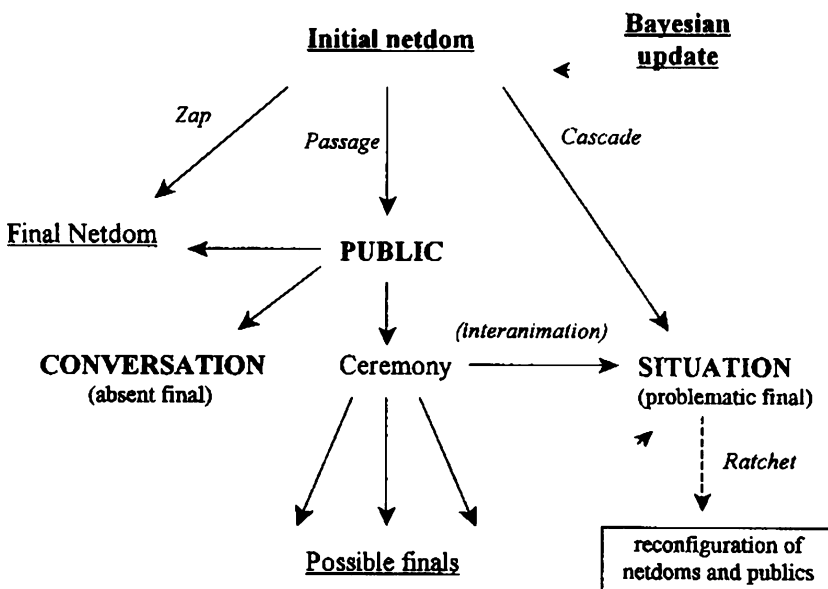 Initial netdom
Bayesian
update
Zap
Passage
Cascade
Final Netdom
PUBLIC
(Interanimation)
CONVERSATION
(absent final)
Ceremony
SITUATION
(problematic final)
Ratchet
Possible finals
reconfiguration of
netdoms and publics